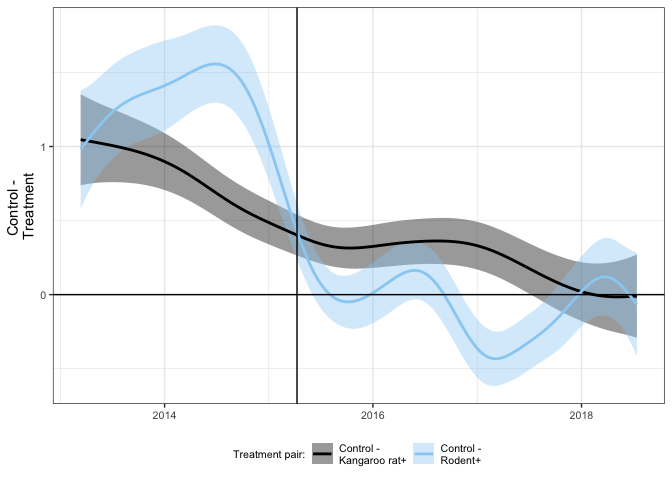 Control -
Treatment
1
0
2014
2016
2018
Treatment pair:
Control -
Kangaroo rat+
Control -
Rodent+